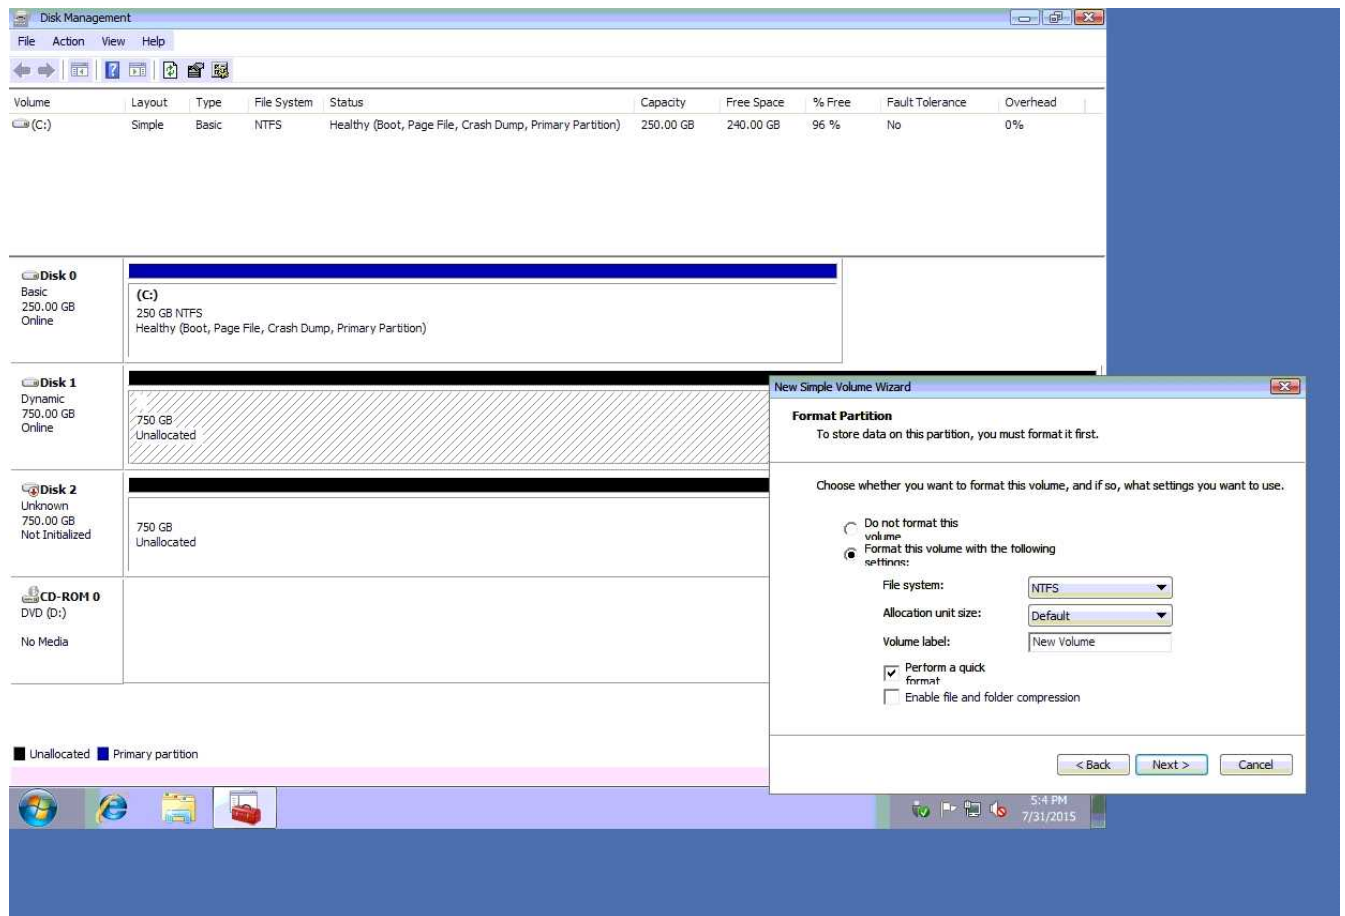 Disk Management
File Action View Help
Volume Layout Type File System Status Capacity Free Space % Free Fault Tolerance Overhead
(C:) Simple Basic NTFS Healthy (Boot, Page File, Crash Dump, Primary Partition) 250.00 GB 240.00 GB 96 % No 0%
Disk 0
Basic
250.00 GB
Online
(C:)
250 GB NTFS
Healthy (Boot, Page File, Crash Dump, Primary Partition)
Disk 1
Dynamic
750.00 GB
Online
750 GB
Unallocated
Disk 2
Unknown
750.00 GB
Not Initialized
750 GB
Unallocated
CD-ROM 0
DVD (D:)
No Media
Unallocated Primary partition
New Simple Volume Wizard
Format Partition
To store data on this partition, you must format it first.
Choose whether you want to format this volume, and if so, what settings you want to use.
Do not format this
volume
Format this volume with the following
settings:
File system: NTFS
Allocation unit size: Default
Volume label: New Volume
Perform a quick
format
Enable file and folder compression
< Back Next > Cancel
5:4 PM
7/31/2015